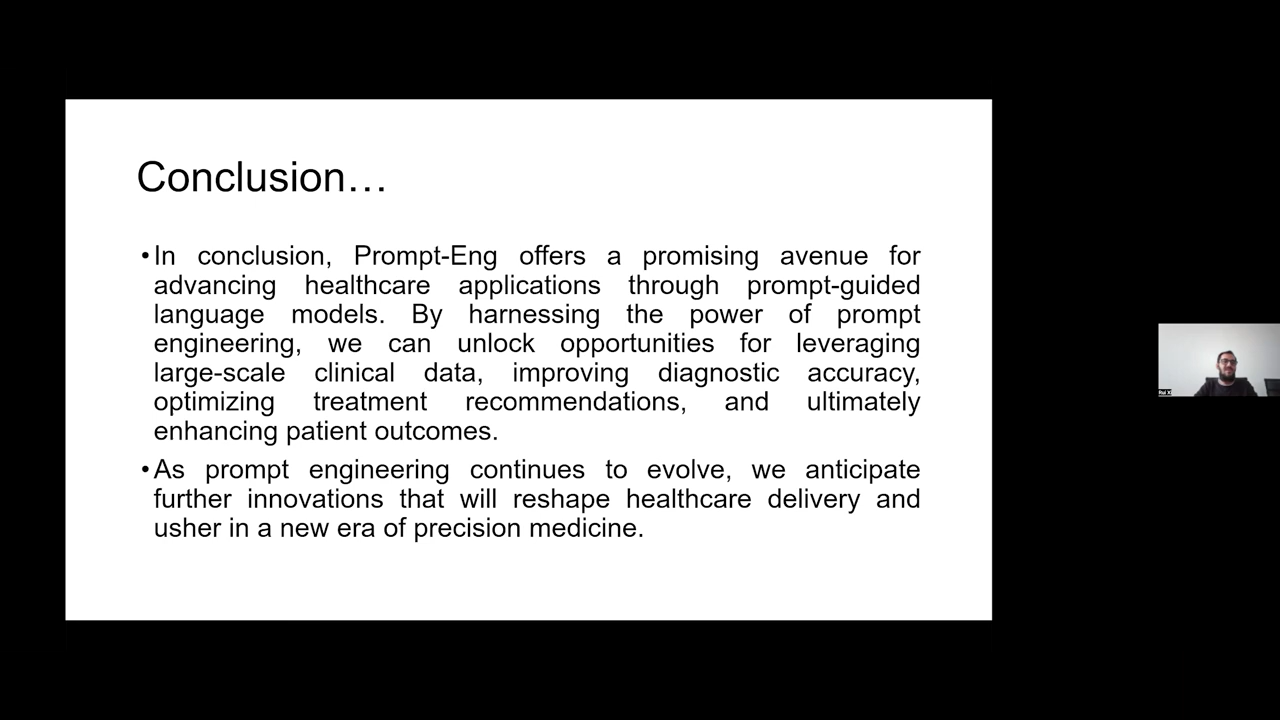 Conclusion…
•In conclusion, Prompt-Eng offers a promising avenue for
advancing healthcare applications through prompt-guided
language models. By harnessing the power of prompt
engineering, we can unlock opportunities for leveraging
large-scale clinical data, improving diagnostic accuracy,
optimizing treatment recommendations, and ultimately
enhancing patient outcomes.
•As prompt engineering continues to evolve, we anticipate
further innovations that will reshape healthcare delivery and
usher in a new era of precision medicine.